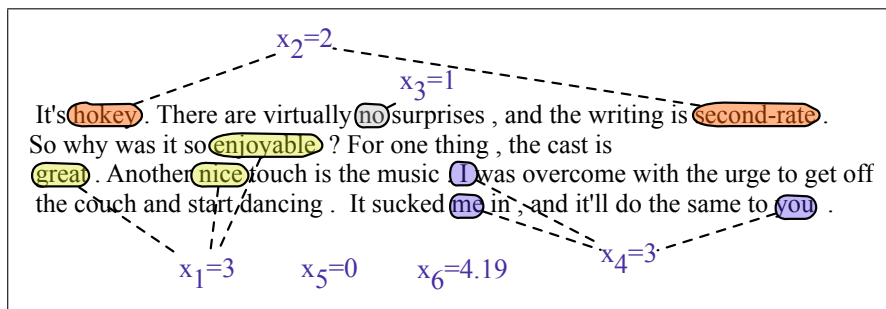 x2=2
x3=1
It's hokey . There are virtually no surprises , and the writing is second-rate .
So why was it so enjoyable ? For one thing , the cast is
great . Another nice touch is the music . I was overcome with the urge to get off
the couch and start dancing . It sucked me in , and it'll do the same to you .
x1=3 x5=0 x6=4.19 x4=3